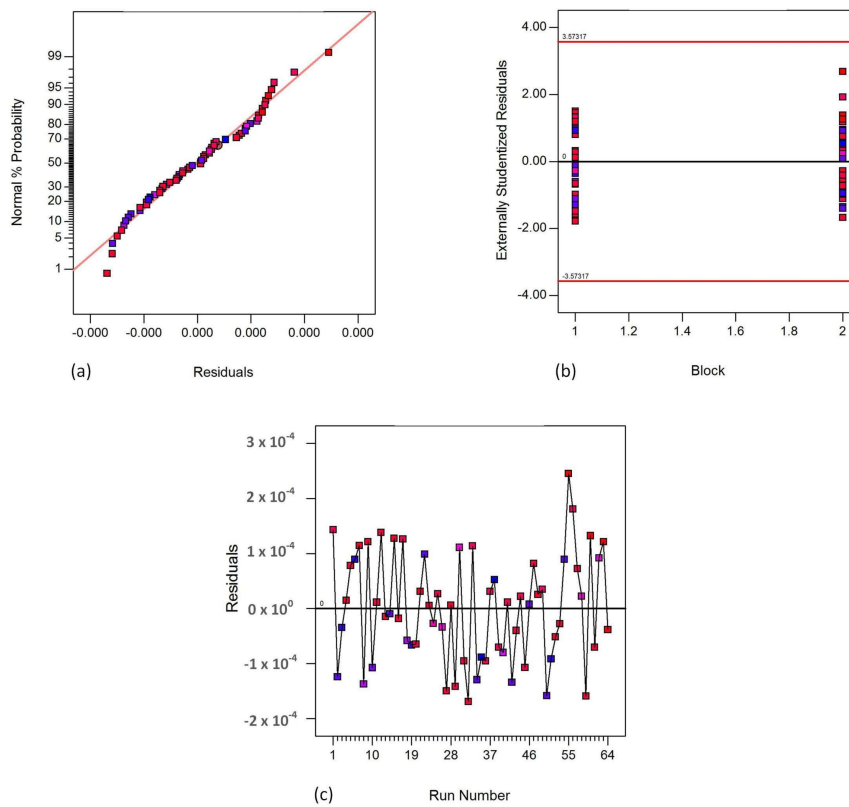 Normal % Probability
99
95
90
80
70
50
30
20
10
5
1
-0.000 -0.000 0.000 0.000 0.000 0.000
(a) Residuals
Externally Studentized Residuals
4.00
3.57317
2.00
0.00
0
-2.00
-3.57317
-4.00
1 1.2 1.4 1.6 1.8 2
(b) Block
Residuals
3 x 10⁻⁴
2 x 10⁻⁴
1 x 10⁻⁴
0 x 10⁰
0
-1 x 10⁻⁴
-2 x 10⁻⁴
1 10 19 28 37 46 55 64
(c) Run Number